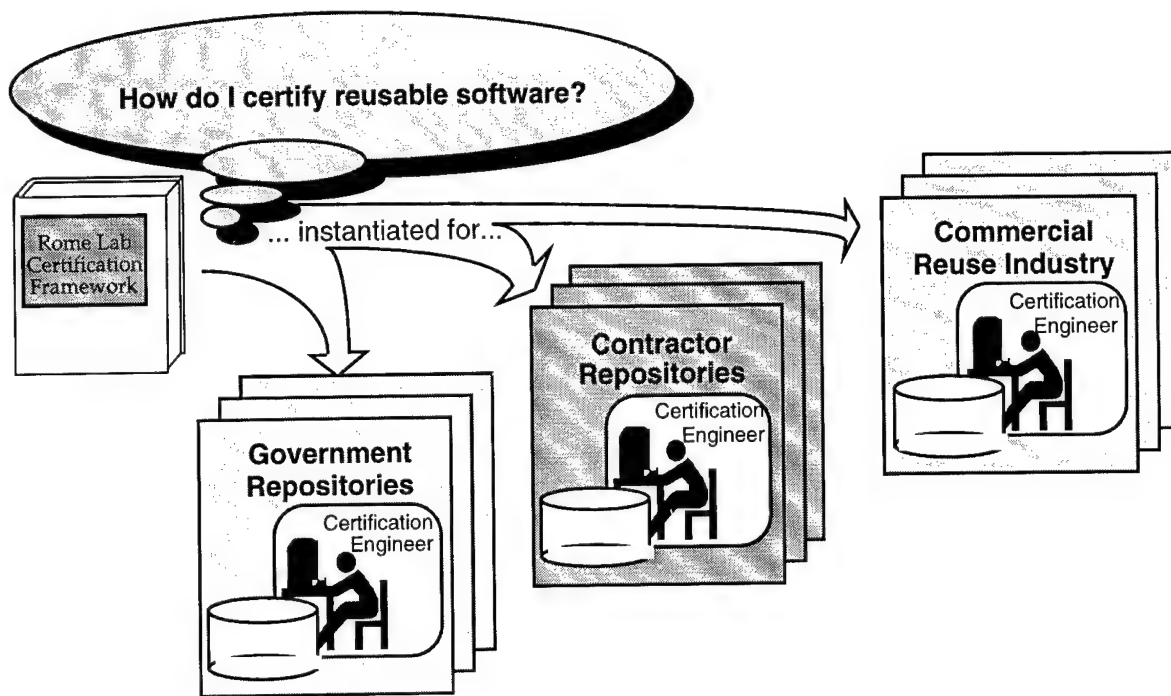 How do I certify reusable software?
Rome Lab
Certification
Framework
... instantiated for...
Commercial
Reuse Industry
Certification
Engineer
Contractor
Repositories
Certification
Engineer
Government
Repositories
Certification
Engineer